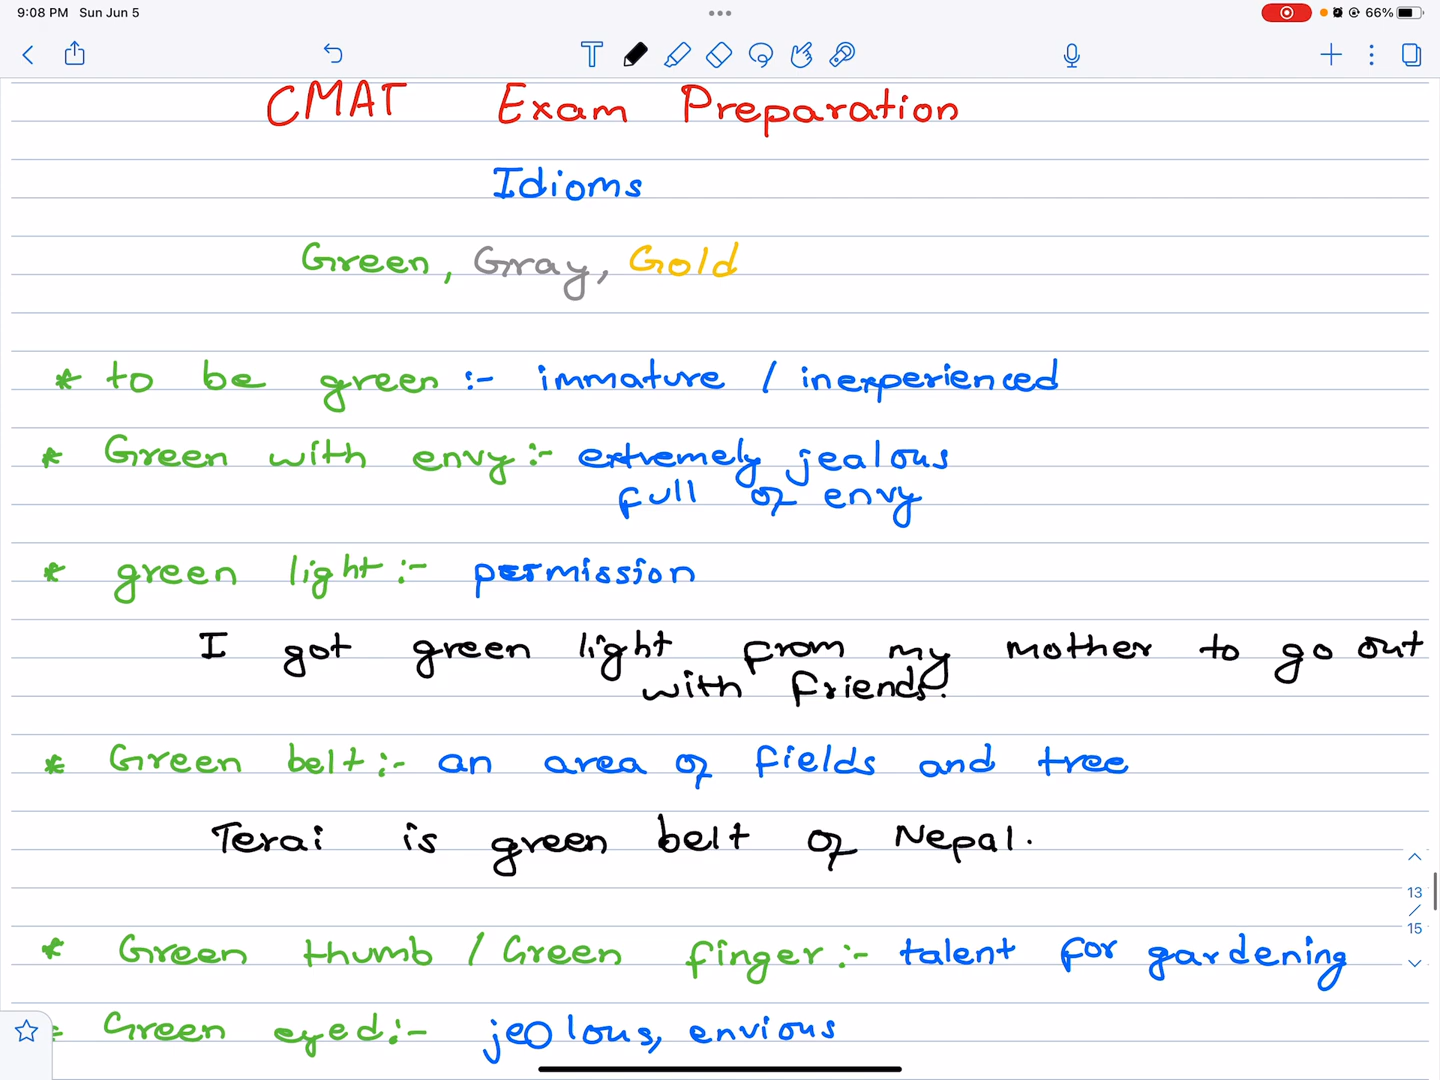 9:08 PM Sun Jun 5
66%
CMAT Exam Preparation
Idioms
Green, Gray, Gold
* to be green :- immature / inexperienced
* Green with envy :- extremely jealous
full of envy
* green light :- permission
I got green light from my mother to go out
with friends.
* Green belt :- an area of fields and tree
Terai is green belt of Nepal.
13
/
15
* Green thumb / Green finger :- talent for gardening
* Green eyed :- jealous, envious